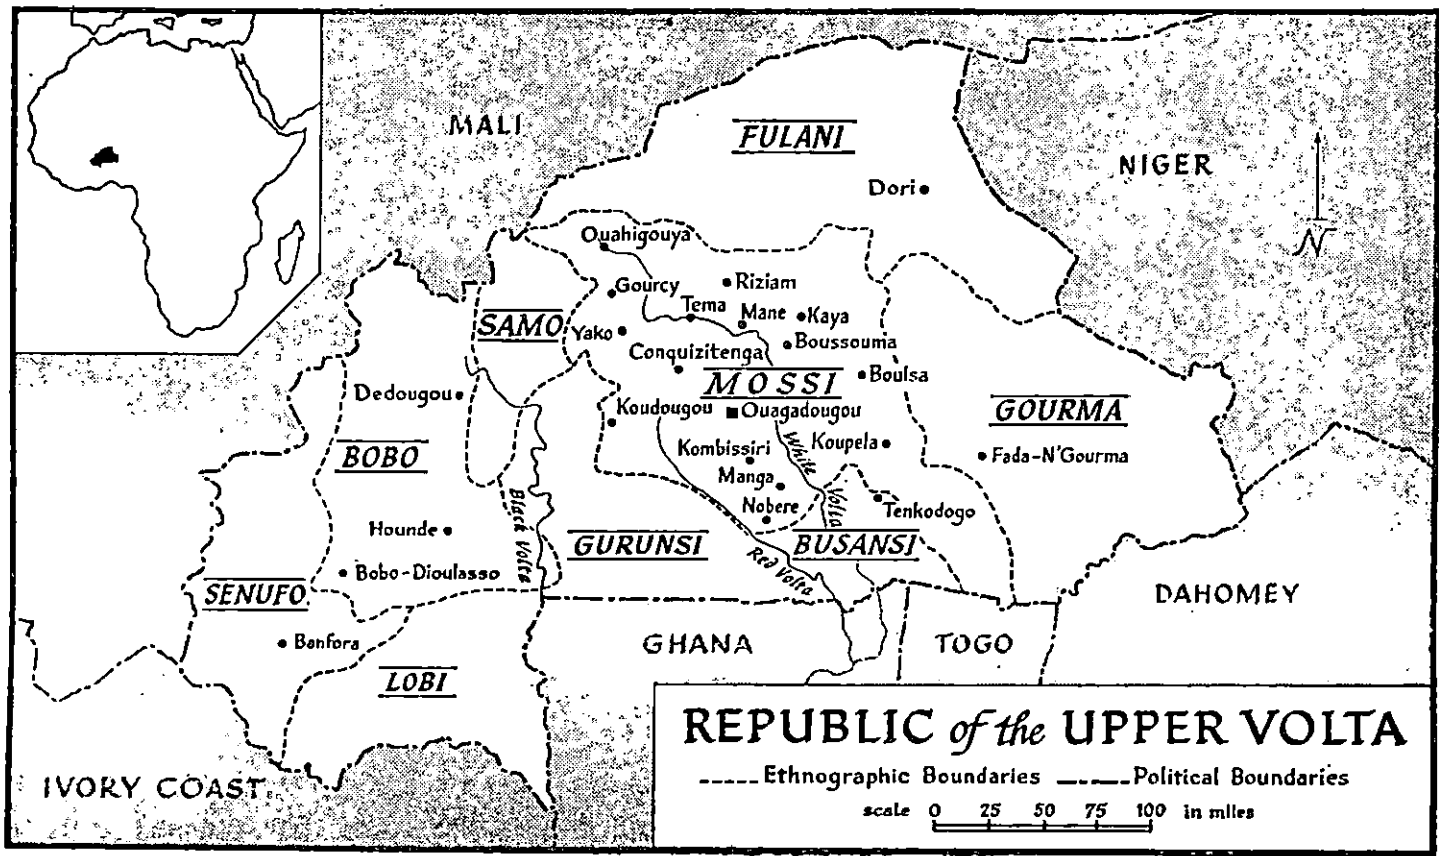 MALI
FULANI
NIGER
Dori
N
Ouahigouya
Gourcy
Riziam
Tema
Mane
Kaya
SAMO
Yako
Boussouma
Conquizitenga
MOSSI
Boulsa
Dedougou
Koudougou
Ouagadougou
GOURMA
BOBO
Kombissiri
White Volta
Koupela
Fada-N'Gourma
Manga
Nobere
Tenkodogo
Black Volta
Hounde
GURUNSI
BUSANSI
Bobo-Dioulasso
Red Volta
SENUFO
DAHOMEY
Banfora
GHANA
TOGO
LOBI
REPUBLIC of the UPPER VOLTA
Ethnographic Boundaries Political Boundaries
IVORY COAST
scale 0 25 50 75 100 in miles